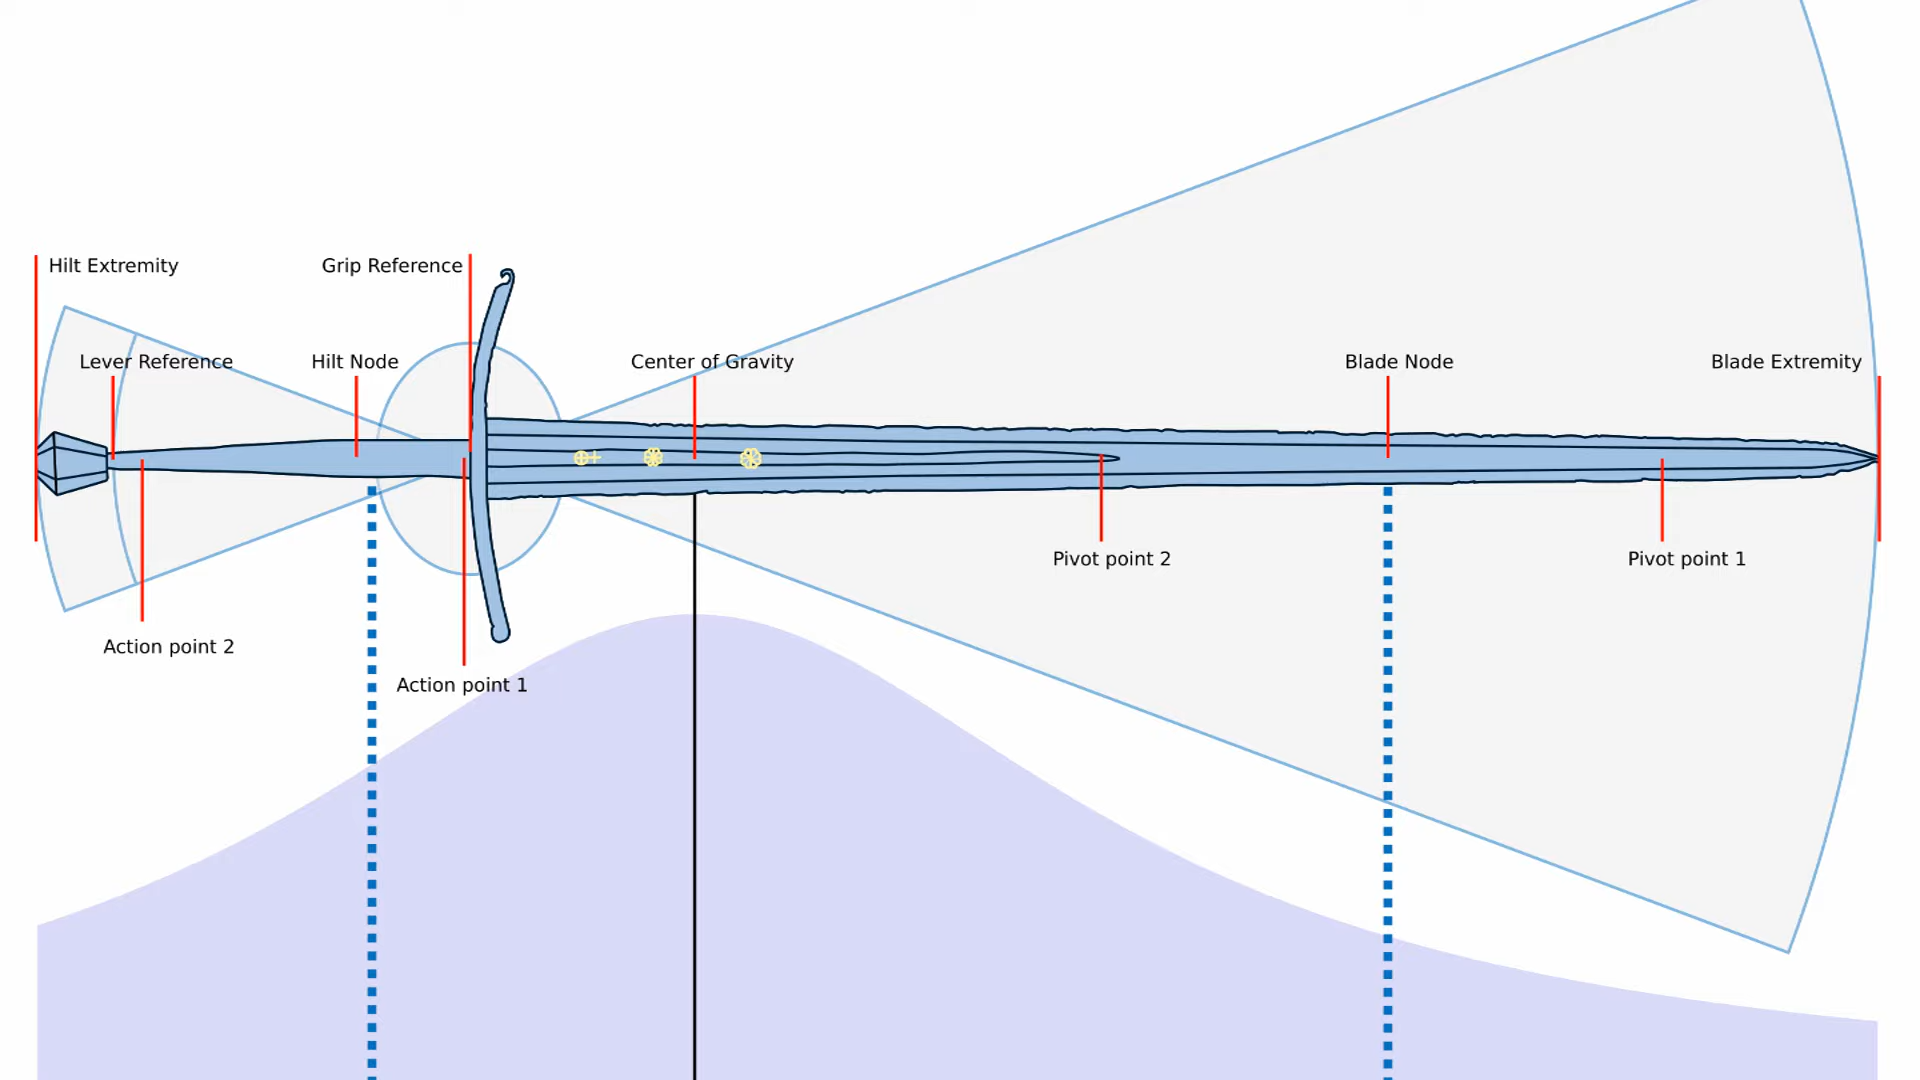 Hilt Extremity
Grip Reference
Lever Reference
Hilt Node
Center of Gravity
Blade Node
Blade Extremity
Pivot point 2
Pivot point 1
Action point 2
Action point 1